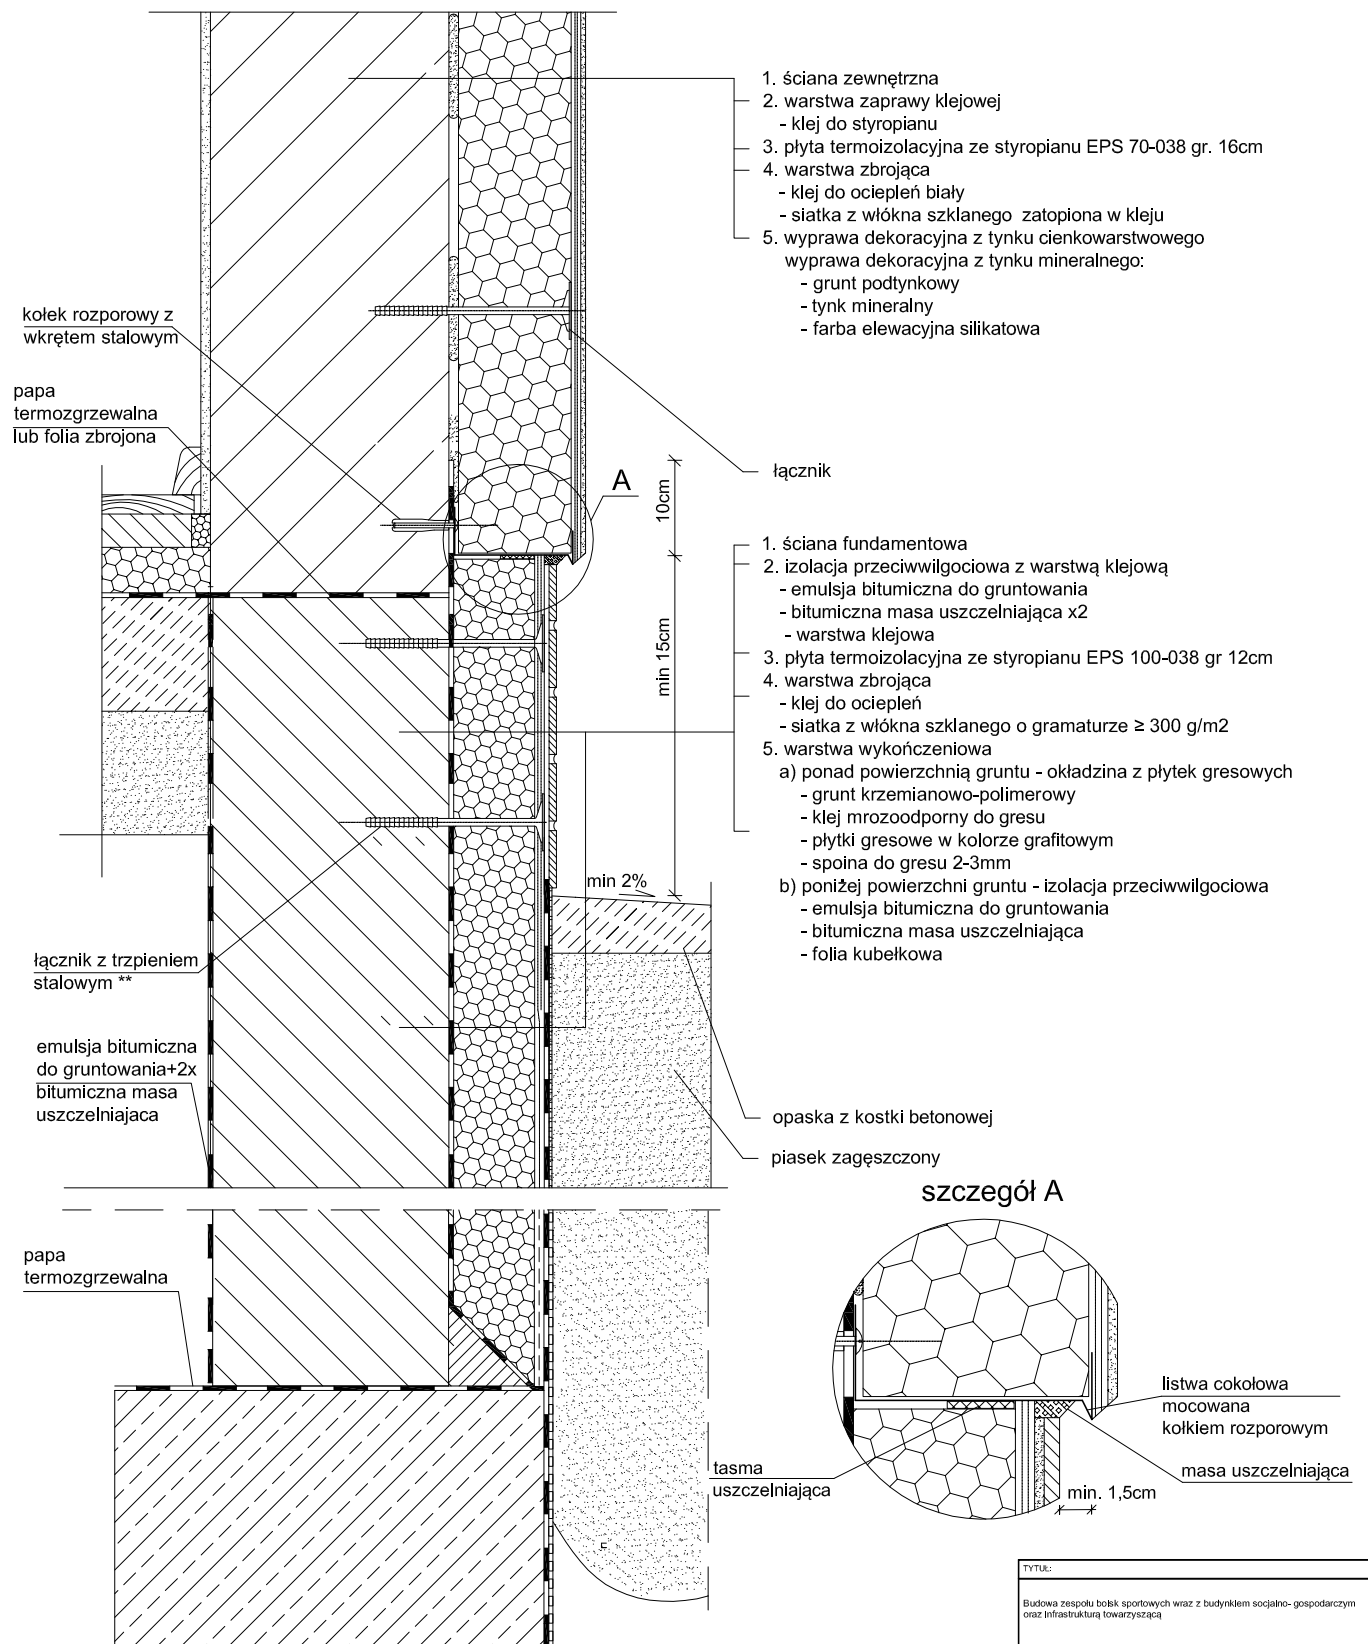 1. ściana zewnętrzna
2. warstwa zaprawy klejowej
- klej do styropianu
3. płyta termoizolacyjna ze styropianu EPS 70-038 gr. 16cm
4. warstwa zbrojąca
- klej do ociepleń biały
- siatka z włókna szklanego zatopiona w kleju
5. wyprawa dekoracyjna z tynku cienkowarstwowego
wyprawa dekoracyjna z tynku mineralnego:
- grunt podtynkowy
- tynk mineralny
- farba elewacyjna silikatowa
kołek rozporowy z
wkrętem stalowym
papa
termozgrzewalna
lub folia zbrojona
łącznik
A
10cm
min 15cm
1. ściana fundamentowa
2. izolacja przeciwwilgociowa z warstwą klejową
- emulsja bitumiczna do gruntowania
- bitumiczna masa uszczelniająca x2
- warstwa klejowa
3. płyta termoizolacyjna ze styropianu EPS 100-038 gr 12cm
4. warstwa zbrojąca
- klej do ociepleń
- siatka z włókna szklanego o gramaturze ≥ 300 g/m2
5. warstwa wykończeniowa
a) ponad powierzchnią gruntu - okładzina z płytek gresowych
- grunt krzemianowo-polimerowy
- klej mrozoodporny do gresu
- płytki gresowe w kolorze grafitowym
- spoina do gresu 2-3mm
b) poniżej powierzchni gruntu - izolacja przeciwwilgociowa
- emulsja bitumiczna do gruntowania
- bitumiczna masa uszczelniająca
- folia kubełkowa
min 2%
łącznik z trzpieniem
stalowym **
emulsja bitumiczna
do gruntowania+2x
bitumiczna masa
uszczelniajaca
opaska z kostki betonowej
piasek zagęszczony
szczegół A
papa
termozgrzewalna
listwa cokołowa
mocowana
kołkiem rozporowym
masa uszczelniająca
tasma
uszczelniająca
min. 1,5cm
F
TYTUŁ:
Budowa zespołu boisk sportowych wraz z budynkiem socjalno- gospodarczym
oraz infrastrukturą towarzyszącą